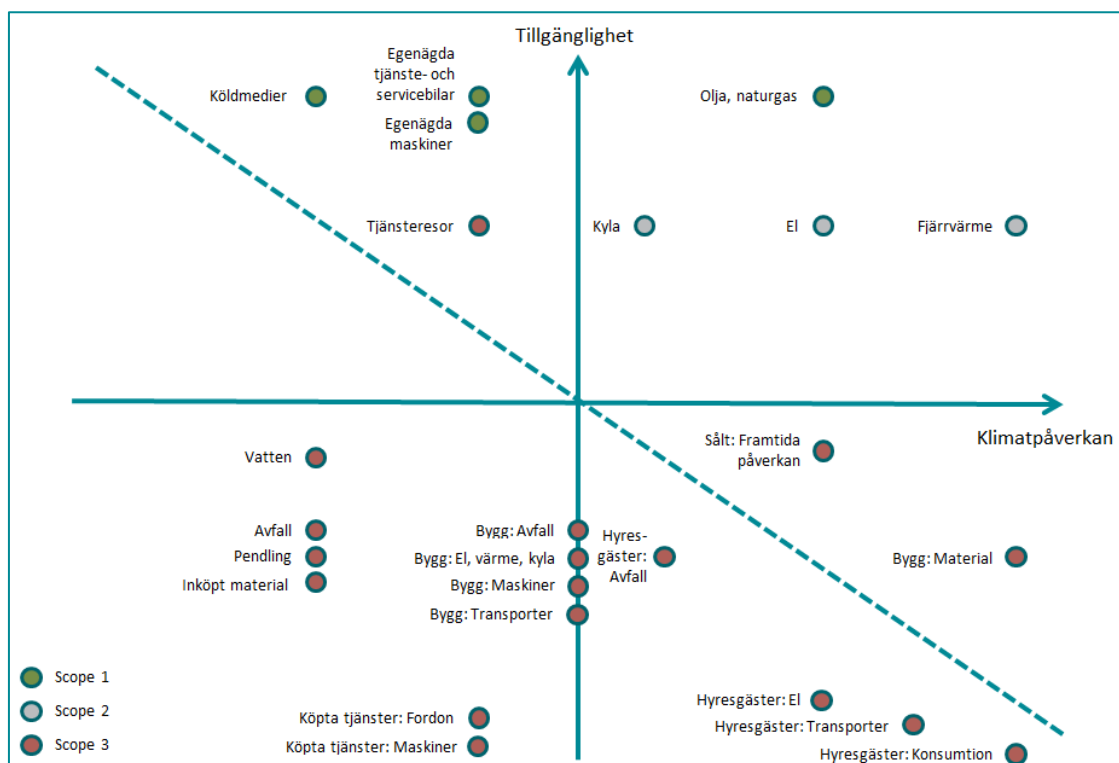 Tillgänglighet
Egenägda
tjänste- och
servicebilar
Köldmedier
Olja, naturgas
Egenägda
maskiner
Tjänsteresor
Kyla
El
Fjärrvärme
Klimatpåverkan
Sålt: Framtida
påverkan
Vatten
Avfall
Bygg: Avfall
Hyres-
gäster:
Avfall
Pendling
Bygg: El, värme, kyla
Bygg: Material
Inköpt material
Bygg: Maskiner
Bygg: Transporter
Scope 1
Scope 2
Scope 3
Hyresgäster: El
Köpta tjänster: Fordon
Hyresgäster: Transporter
Köpta tjänster: Maskiner
Hyresgäster: Konsumtion